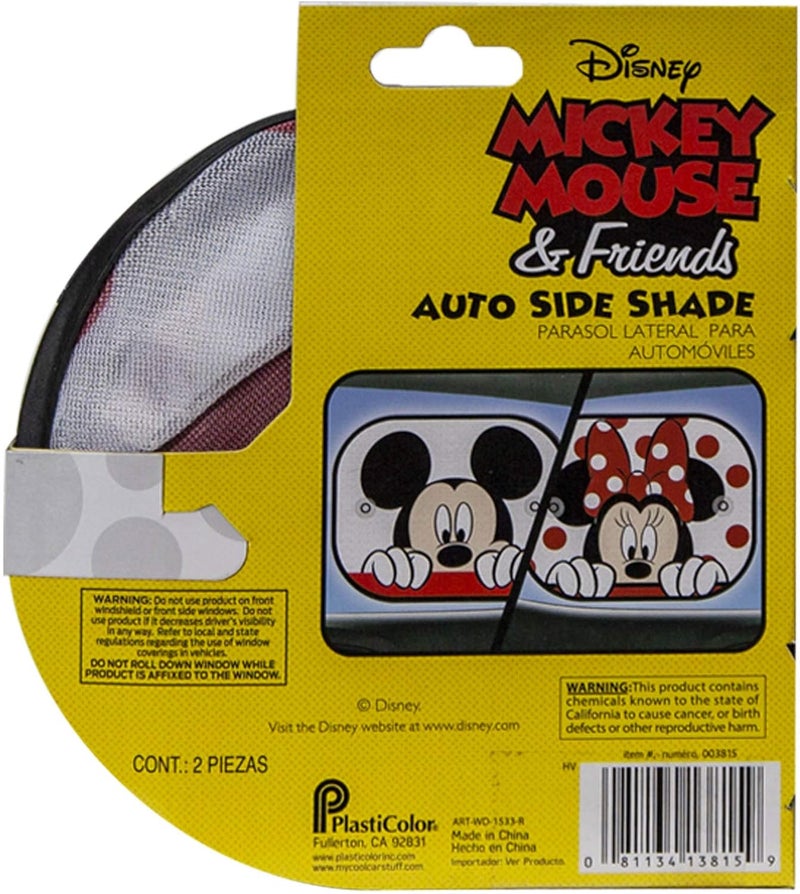 Disney
MICKEY
MOUSE
& Friends
AUTO SIDE SHADE
PARASOL LATERAL PARA
AUTOMÓVILES
WARNING: Do not use product on front
windshield or front side windows. Do not
use product if it decreases driver's visibility
in any way. Refer to local and state
regulations regarding the use of window
coverings in vehicles.
DO NOT ROLL DOWN WINDOW WHILE
PRODUCT IS AFFIXED TO THE WINDOW.
© Disney.
Visit the Disney website at www.disney.com
WARNING:This product contains
chemicals known to the state of
California to cause cancer, or birth
defects or other reproductive harm.
CONT.: 2 PIEZAS
Item #.- numéro. 003815
HV
PlastiColor®
Fullerton, CA 92831
www.plasticolorinc.com
www.mycoolcarstuff.com
ART-WD-1533-R
Made in China
Hecho en China
Importador: Ver Producto.
0 81134 13815 9